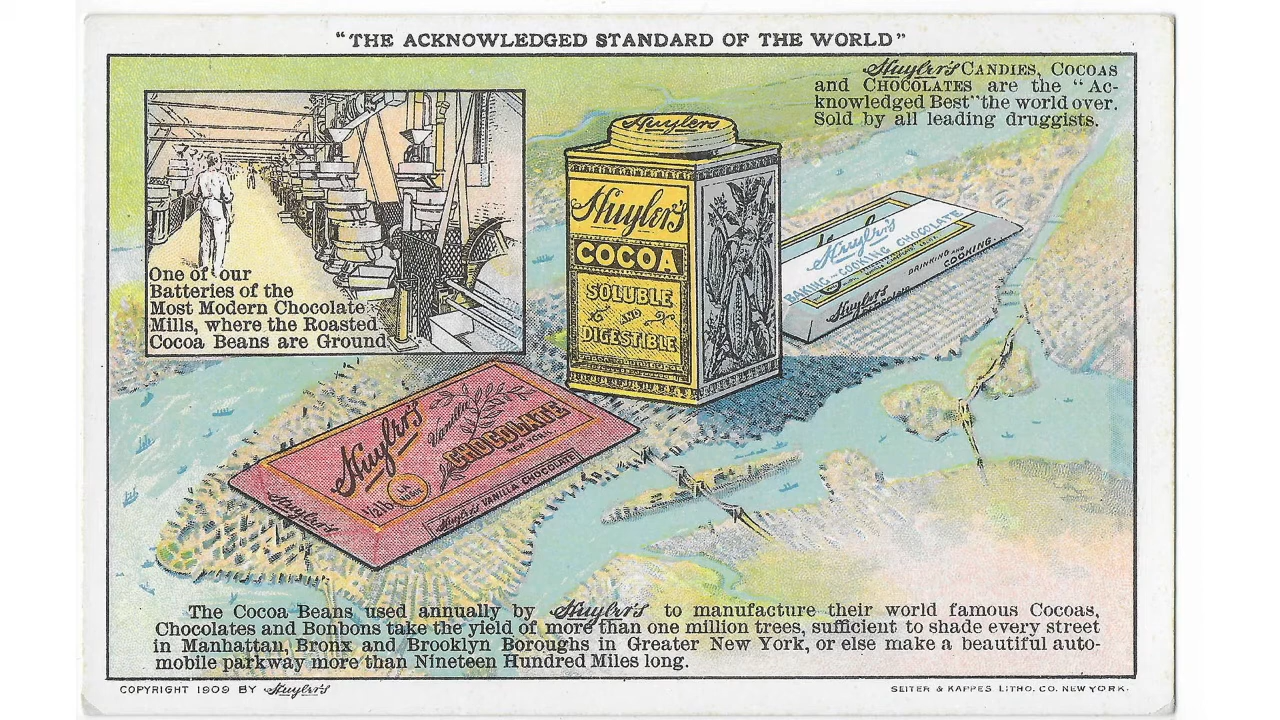 “THE ACKNOWLEDGED STANDARD OF THE WORLD”
Huyler's CANDIES, COCOAS
and CHOCOLATES are the “Ac-
knowledged Best” the world over.
Sold by all leading druggists.
One of our
Batteries of the
Most Modern Chocolate
Mills, where the Roasted
Cocoa Beans are Ground
Huyler's
Huyler's
COCOA
SOLUBLE
AND
DIGESTIBLE
Huyler's
BAKING COOKING CHOCOLATE
DRINKING AND
COOKING
Huyler's
Chocolate
Huyler's
Vanilla
CHOCOLATE
1/2 lb
Huyler's VANILLA CHOCOLATE
Huyler's
The Cocoa Beans used annually by Huyler's to manufacture their world famous Cocoas,
Chocolates and Bonbons take the yield of more than one million trees, sufficient to shade every street
in Manhattan, Bronx and Brooklyn Boroughs in Greater New York, or else make a beautiful auto-
mobile parkway more than Nineteen Hundred Miles long.
COPYRIGHT 1909 BY Huyler's
SEITER & KAPPES LITHO. CO. NEW YORK.